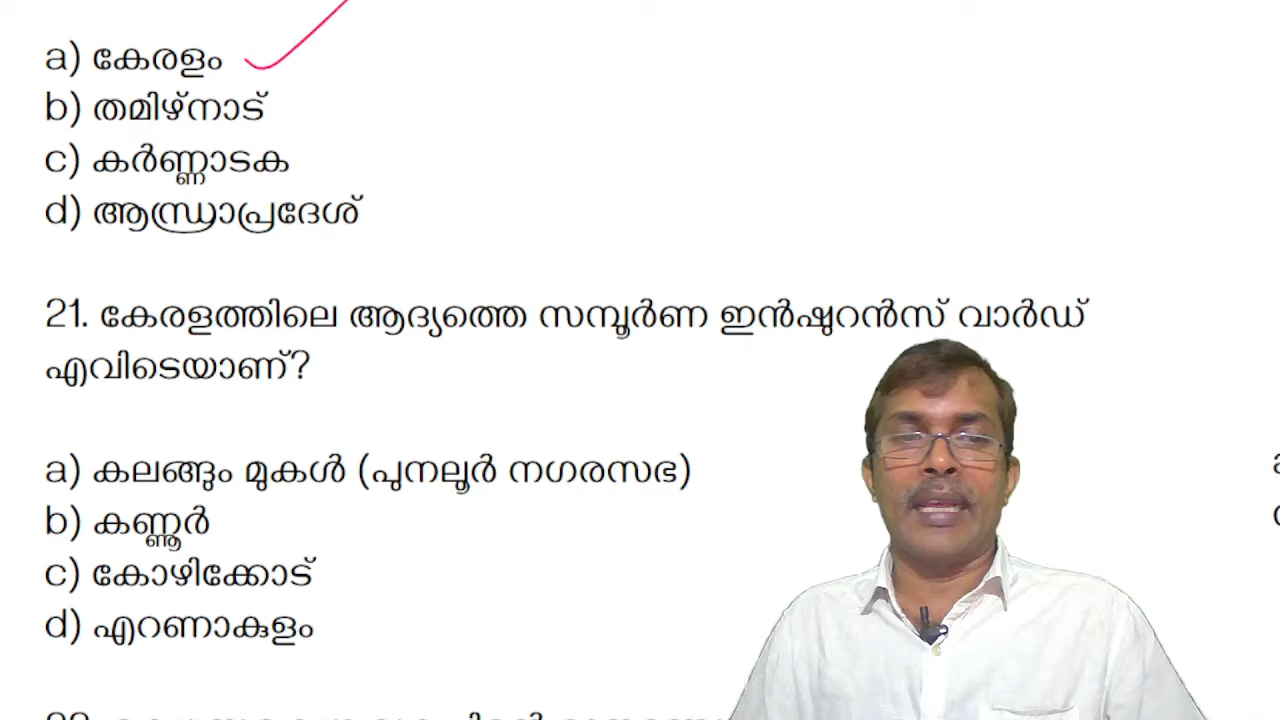 a) കേരളം
b) തമിഴ്നാട്
c) കർണ്ണാടക
d) ആന്ധ്രാപ്രദേശ്
21. കേരളത്തിലെ ആദ്യത്തെ സമ്പൂർണ ഇൻഷുറൻസ് വാർഡ്
എവിടെയാണ്?
a) കലങ്ങും മുകൾ (പുനലൂർ നഗരസഭ)
b) കണ്ണൂർ
c) കോഴിക്കോട്
d) എറണാകുളം